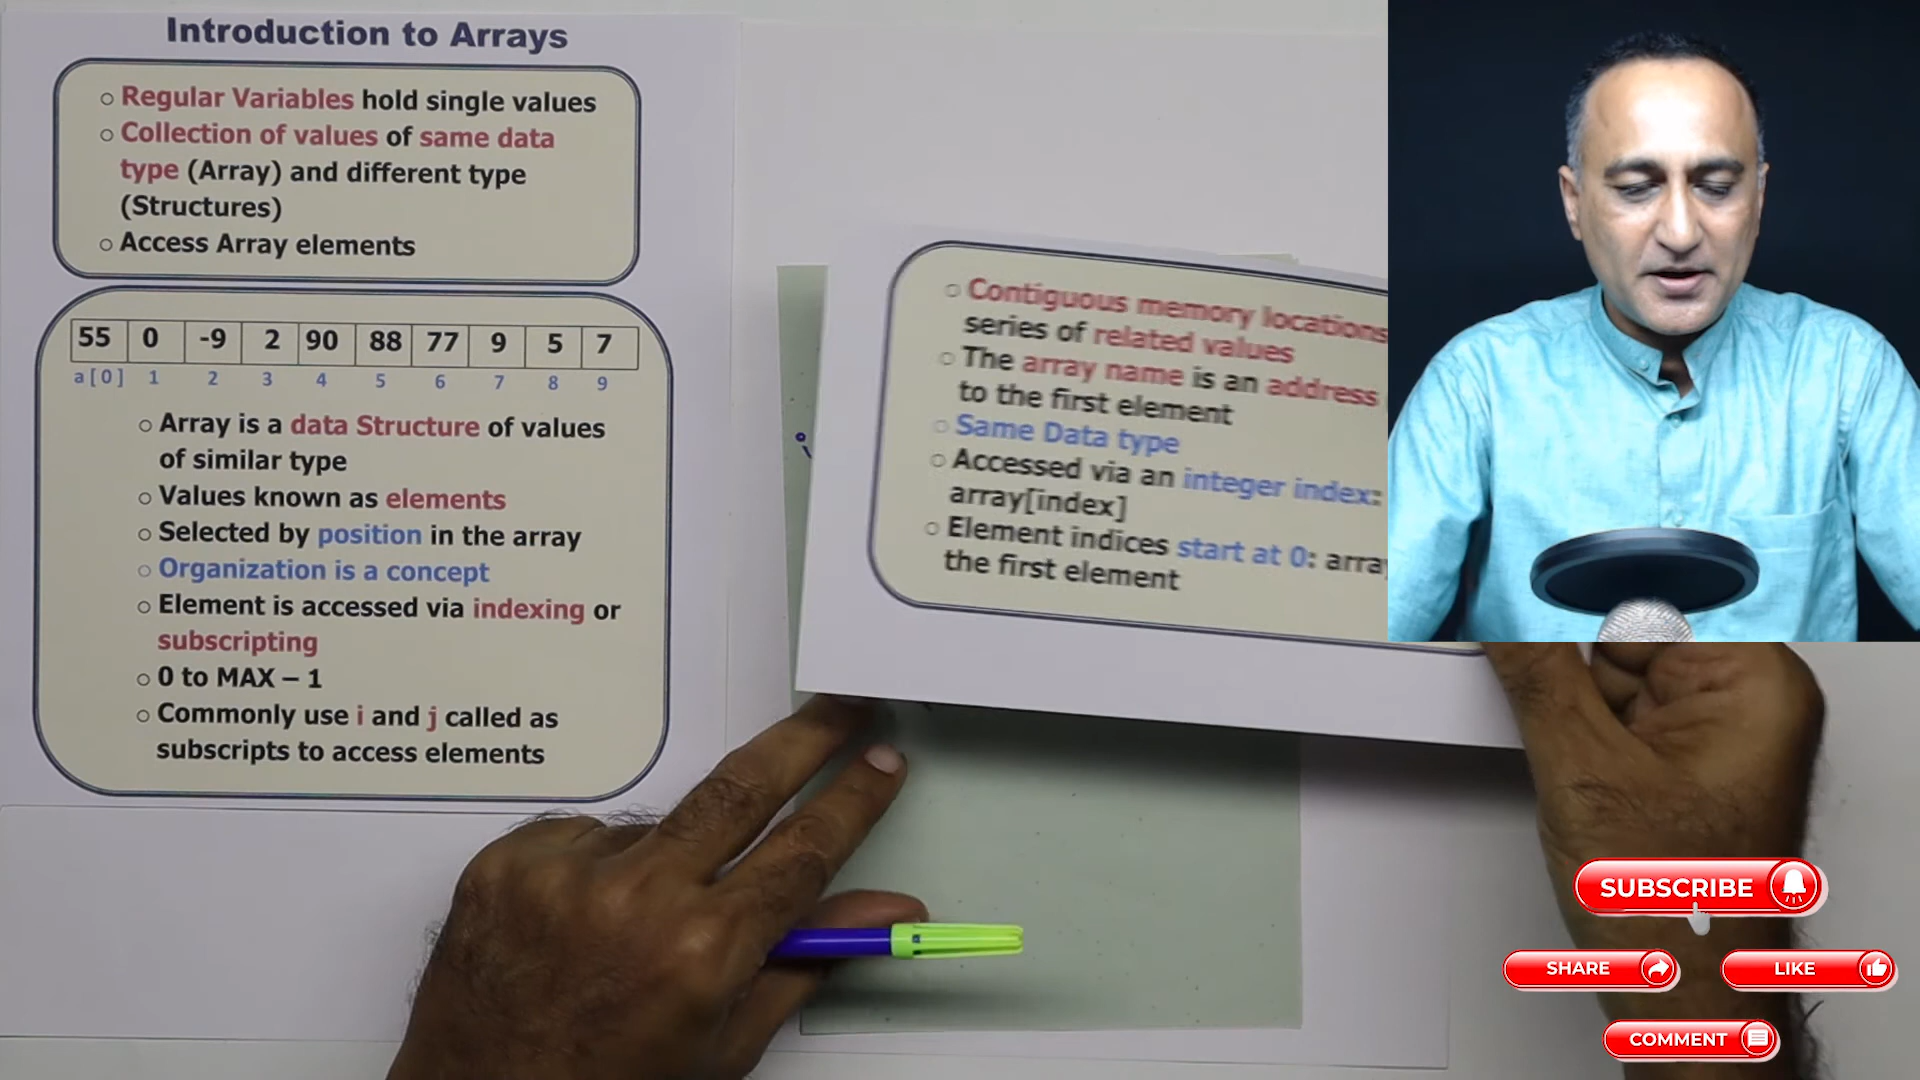 Introduction to Arrays
○ Regular Variables hold single values
○ Collection of values of same data
type (Array) and different type
(Structures)
○ Access Array elements
55 0 -9 2 90 88 77 9 5 7
a[0] 1 2 3 4 5 6 7 8 9
○ Array is a data Structure of values
of similar type
○ Values known as elements
○ Selected by position in the array
○ Organization is a concept
○ Element is accessed via indexing or
subscripting
○ 0 to MAX – 1
○ Commonly use i and j called as
subscripts to access elements
○ Contiguous memory locations
series of related values
○ The array name is an address
to the first element
○ Same Data type
○ Accessed via an integer index:
array[index]
○ Element indices start at 0:
the first element
SUBSCRIBE
SHARE
LIKE
COMMENT